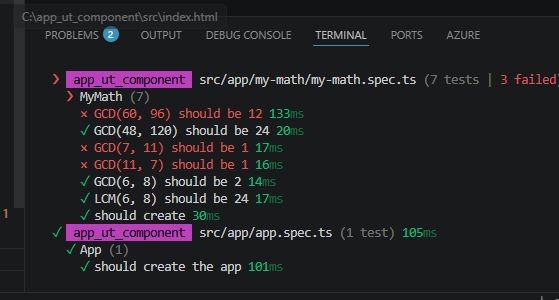 C:\app_ut_component\src\index.html
PROBLEMS 2 OUTPUT DEBUG CONSOLE TERMINAL PORTS AZURE
❯ app_ut_component src/app/my-math/my-math.spec.ts (7 tests | 3 failed)
❯ MyMath (7)
× GCD(60, 96) should be 12 133ms
✓ GCD(48, 120) should be 24 20ms
× GCD(7, 11) should be 1 17ms
× GCD(11, 7) should be 1 16ms
✓ GCD(6, 8) should be 2 14ms
✓ LCM(6, 8) should be 24 17ms
✓ should create 30ms
1
✓ app_ut_component src/app/app.spec.ts (1 test) 105ms
✓ App (1)
✓ should create the app 101ms